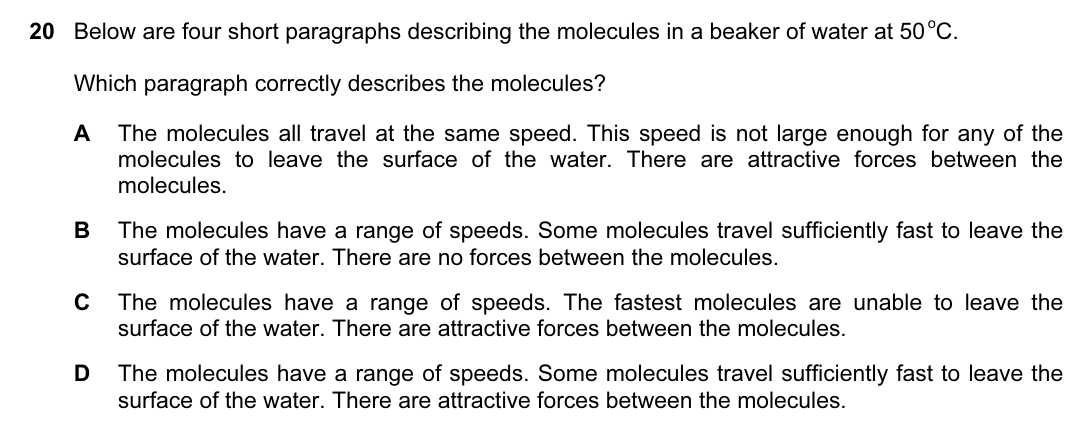 20 Below are four short paragraphs describing the molecules in a beaker of water at 50 °C.
Which paragraph correctly describes the molecules?
A The molecules all travel at the same speed. This speed is not large enough for any of the
molecules to leave the surface of the water. There are attractive forces between the
molecules.
B The molecules have a range of speeds. Some molecules travel sufficiently fast to leave the
surface of the water. There are no forces between the molecules.
C The molecules have a range of speeds. The fastest molecules are unable to leave the
surface of the water. There are attractive forces between the molecules.
D The molecules have a range of speeds. Some molecules travel sufficiently fast to leave the
surface of the water. There are attractive forces between the molecules.